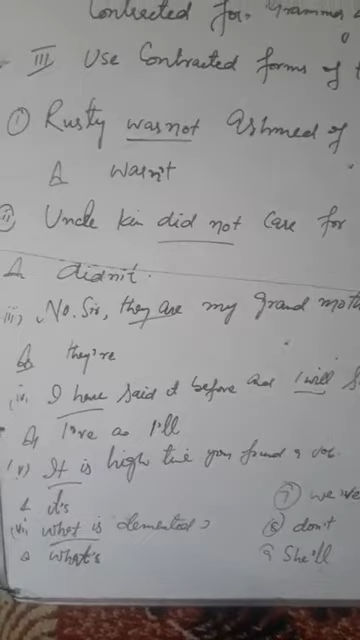 Contracted for Grammar
III Use Contracted forms of
(i) Rusty was not Ashmed of
A wasn't
(ii) Uncle Ken did not Care for
A didn't.
iii) No. Sir, they are my grand moth
A they're
(iv) I have said it before and I will S
A I've as I'll
(v) It is high time you found a
A it's
(7) we've
(vi) what is demented?
(8) don't
A what's
9 She'll